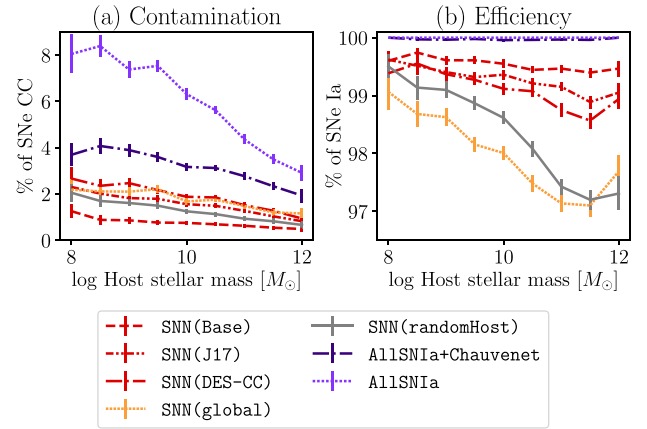 (a) Contamination
(b) Efficiency
% of SNe CC
8
6
4
2
0
8
10
12
log Host stellar mass [M⊙]
% of SNe Ia
100
99
98
97
8
10
12
log Host stellar mass [M⊙]
SNN(Base)
SNN(J17)
SNN(DES-CC)
SNN(global)
SNN(randomHost)
AllSNIa+Chauvenet
AllSNIa